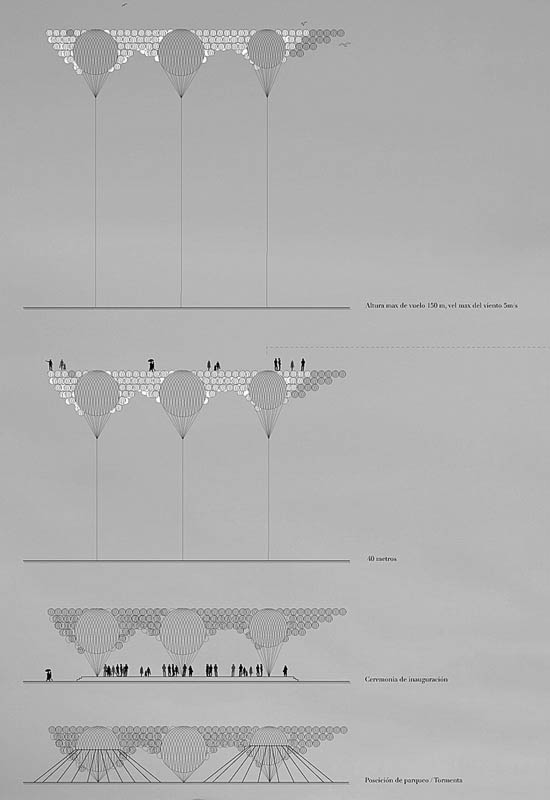 Altura max de vuelo 150 m, vel max del viento 5m/s
40 metros
Ceremonia de inauguración
Posición de parqueo / Tormenta